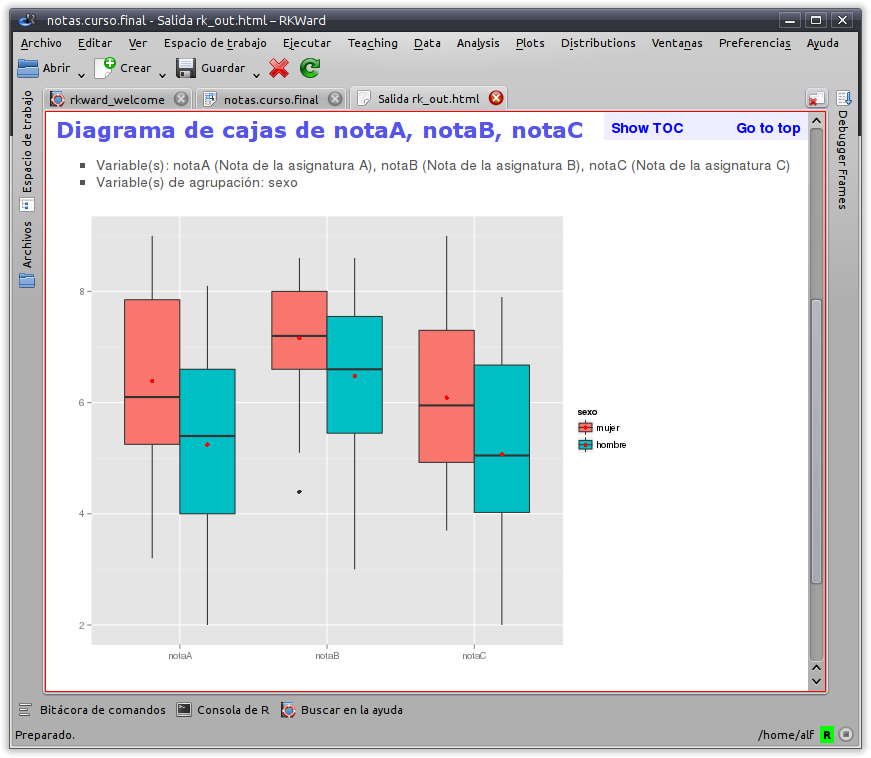 notas.curso.final - Salida rk_out.html – RKWard
Archivo Editar Ver Espacio de trabajo Ejecutar Teaching Data Analysis Plots Distributions Ventanas Preferencias Ayuda
Abrir Crear Guardar
rkward_welcome notas.curso.final Salida rk_out.html
Espacio de trabajo
Archivos
Diagrama de cajas de notaA, notaB, notaC
Show TOC Go to top
Variable(s): notaA (Nota de la asignatura A), notaB (Nota de la asignatura B), notaC (Nota de la asignatura C)
Variable(s) de agrupación: sexo
8
6
4
2
notaA notaB notaC
sexo
mujer
hombre
Debugger Frames
Bitácora de comandos Consola de R Buscar en la ayuda
Preparado. /home/alf R